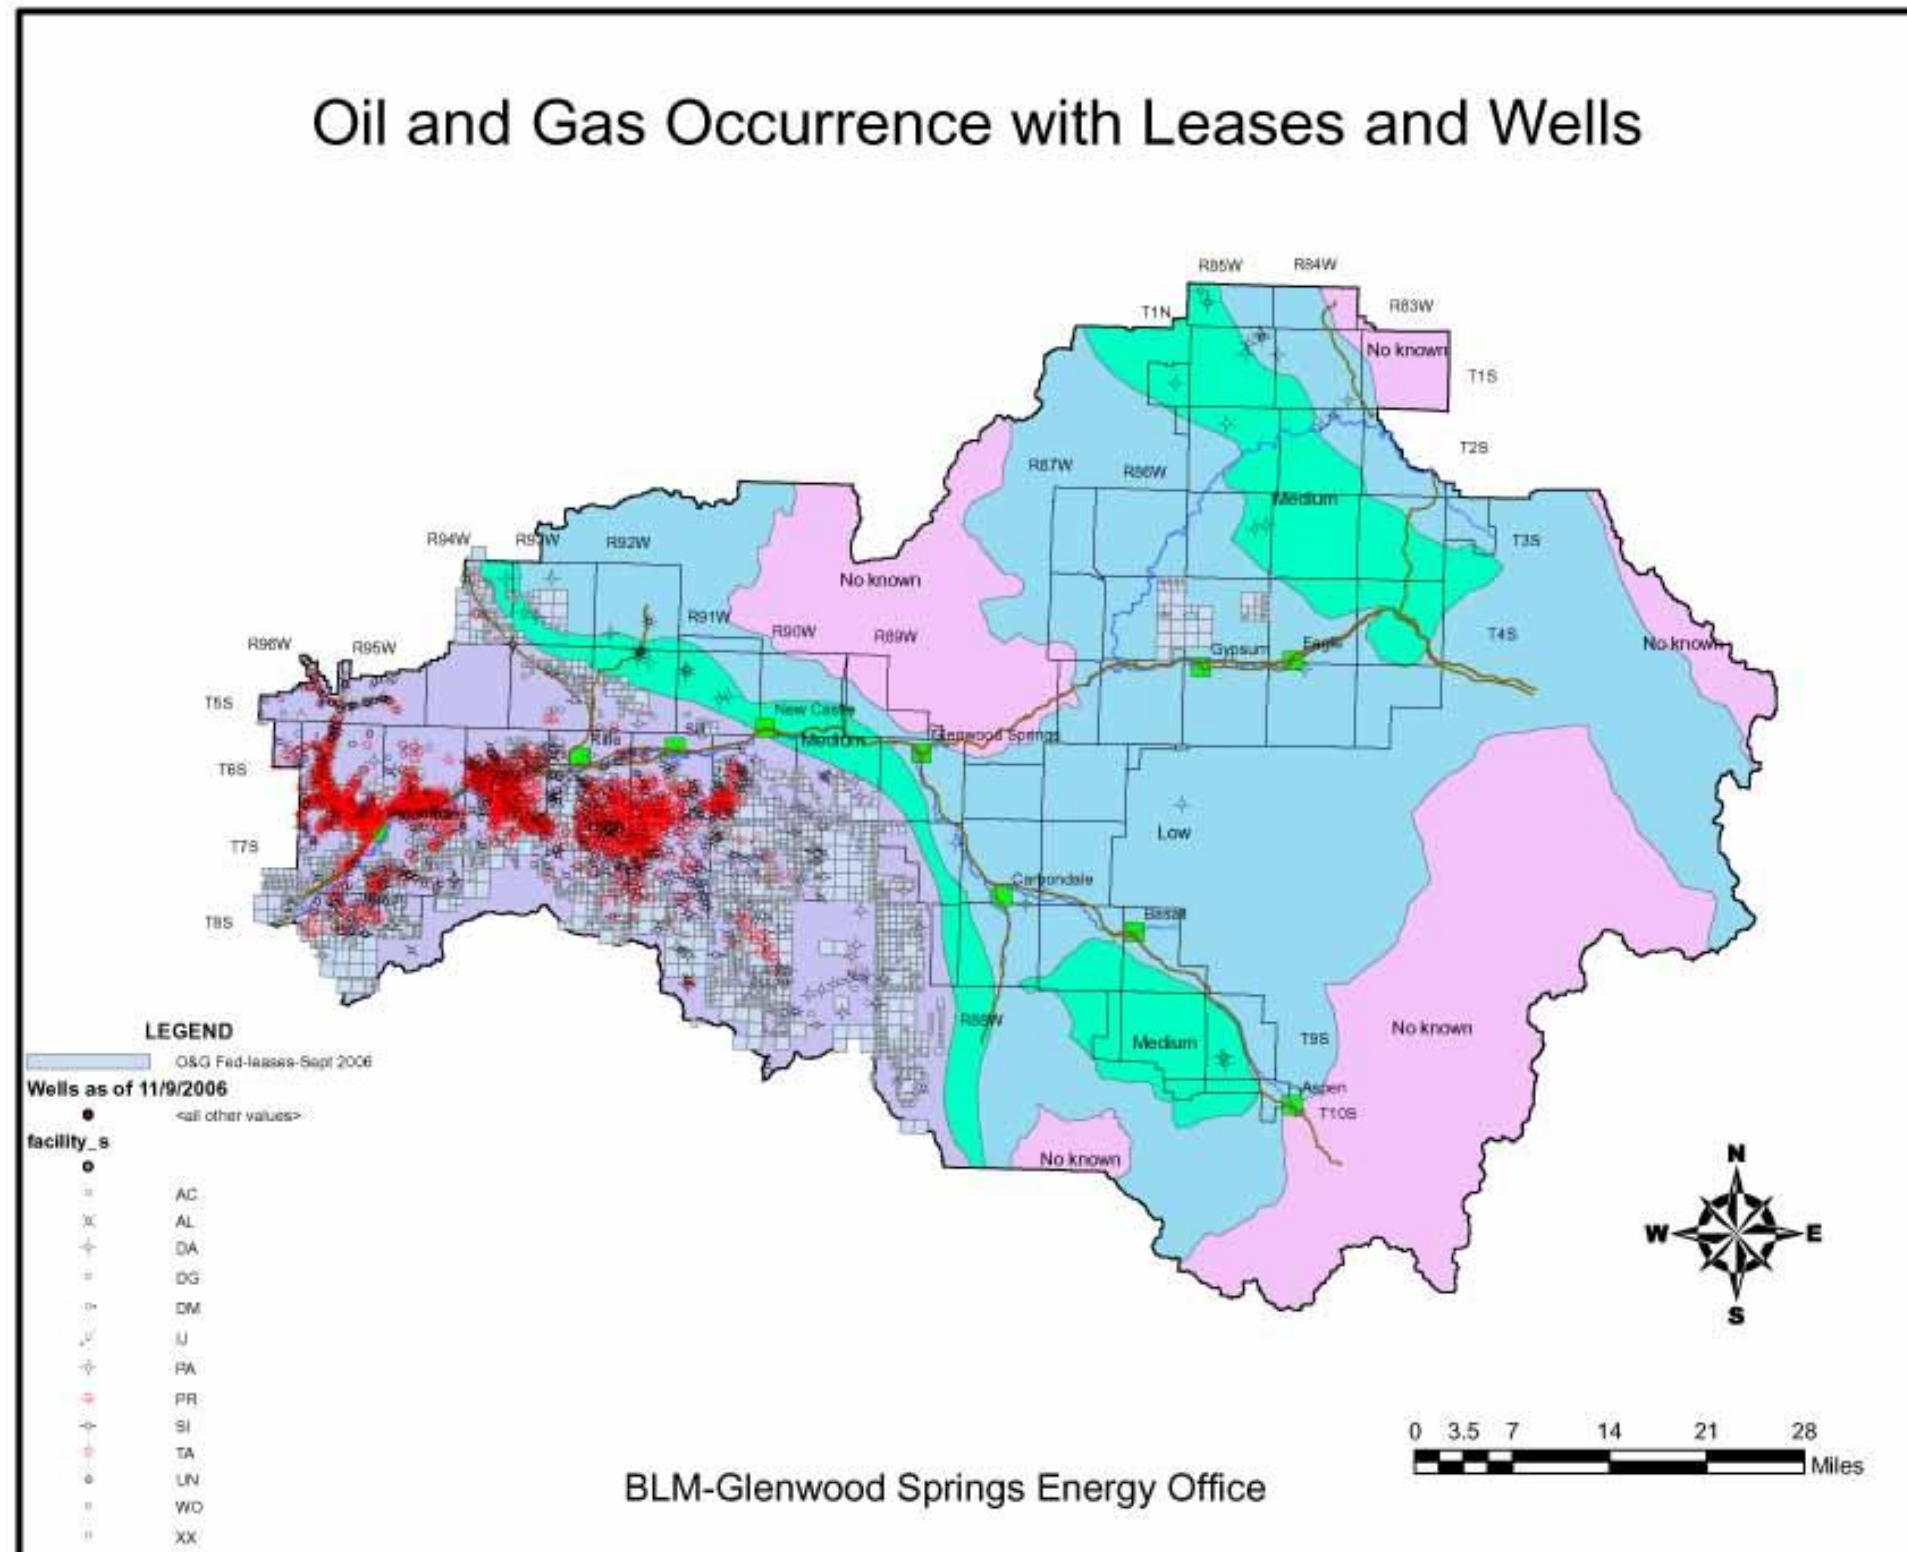 Oil and Gas Occurrence with Leases and Wells
R85W
R84W
T1N
R83W
No known
T1S
T2S
R87W
R86W
Medium
R94W
R93W
R92W
T3S
No known
R91W
R90W
R89W
T4S
R96W
R95W
Gypsum
Eagle
No known
T5S
New Castle
Rifle
Silt
Medium
Glenwood Springs
T6S
Low
T7S
Carbondale
T8S
Basalt
R88W
T9S
No known
Medium
Aspen
T10S
No known
LEGEND
O&G Fed-leases-Sept 2006
Wells as of 11/9/2006
<all other values>
facility_s
AC
AL
DA
DG
DM
IJ
PA
PR
SI
TA
UN
WO
XX
N
W
E
S
0 3.5 7 14 21 28
Miles
BLM-Glenwood Springs Energy Office